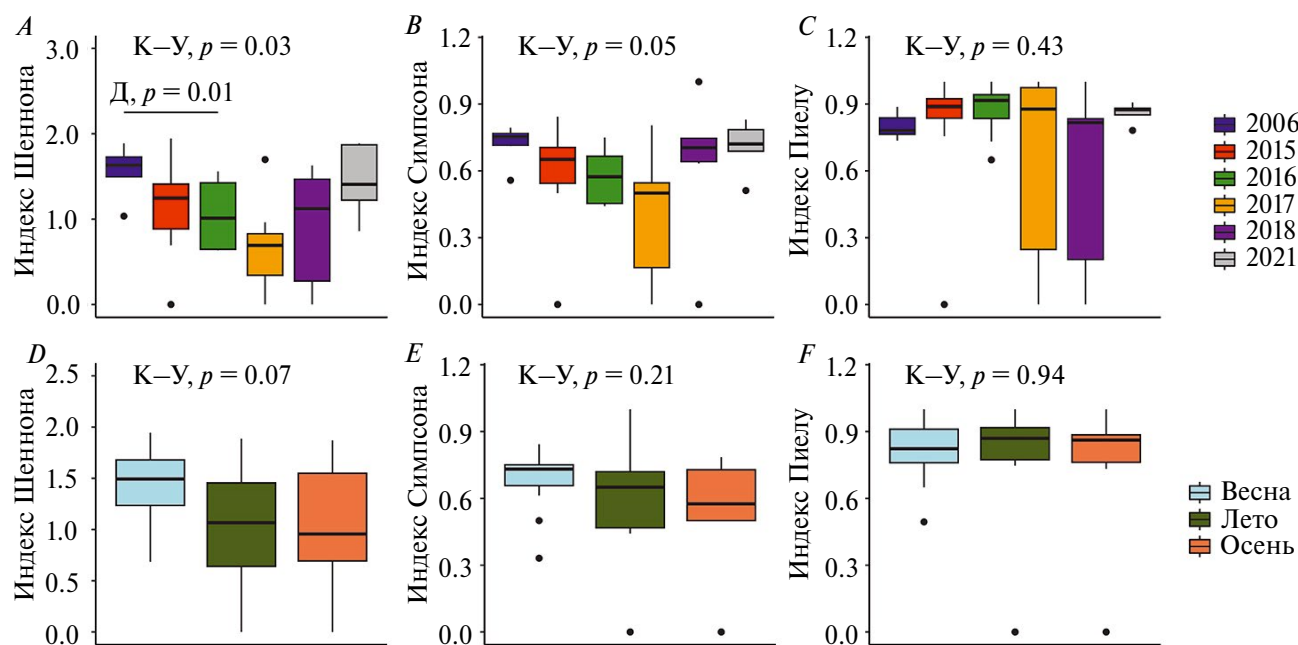 A
К–У, p = 0.03
Д, p = 0.01
Индекс Шеннона
3.0
2.0
1.0
0.0
B
К–У, p = 0.05
Индекс Симпсона
1.2
0.9
0.6
0.3
0.0
C
К–У, p = 0.43
Индекс Пиелу
1.2
0.9
0.6
0.3
0.0
2006
2015
2016
2017
2018
2021
D
К–У, p = 0.07
Индекс Шеннона
2.5
2.0
1.5
1.0
0.5
0.0
E
К–У, p = 0.21
Индекс Симпсона
1.2
0.9
0.6
0.3
0.0
F
К–У, p = 0.94
Индекс Пиелу
1.2
0.9
0.6
0.3
0.0
Весна
Лето
Осень